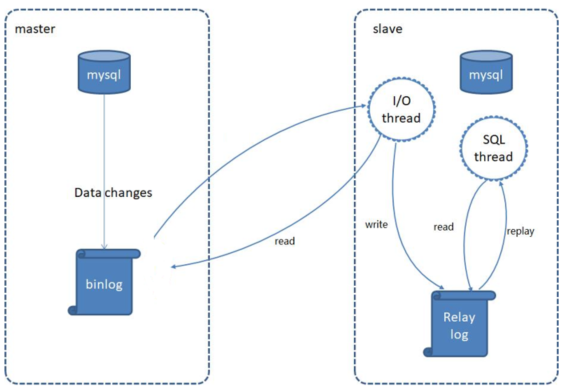 master
slave
mysql
mysql
I/O
thread
SQL
thread
Data changes
write
read
replay
read
binlog
Relay
log